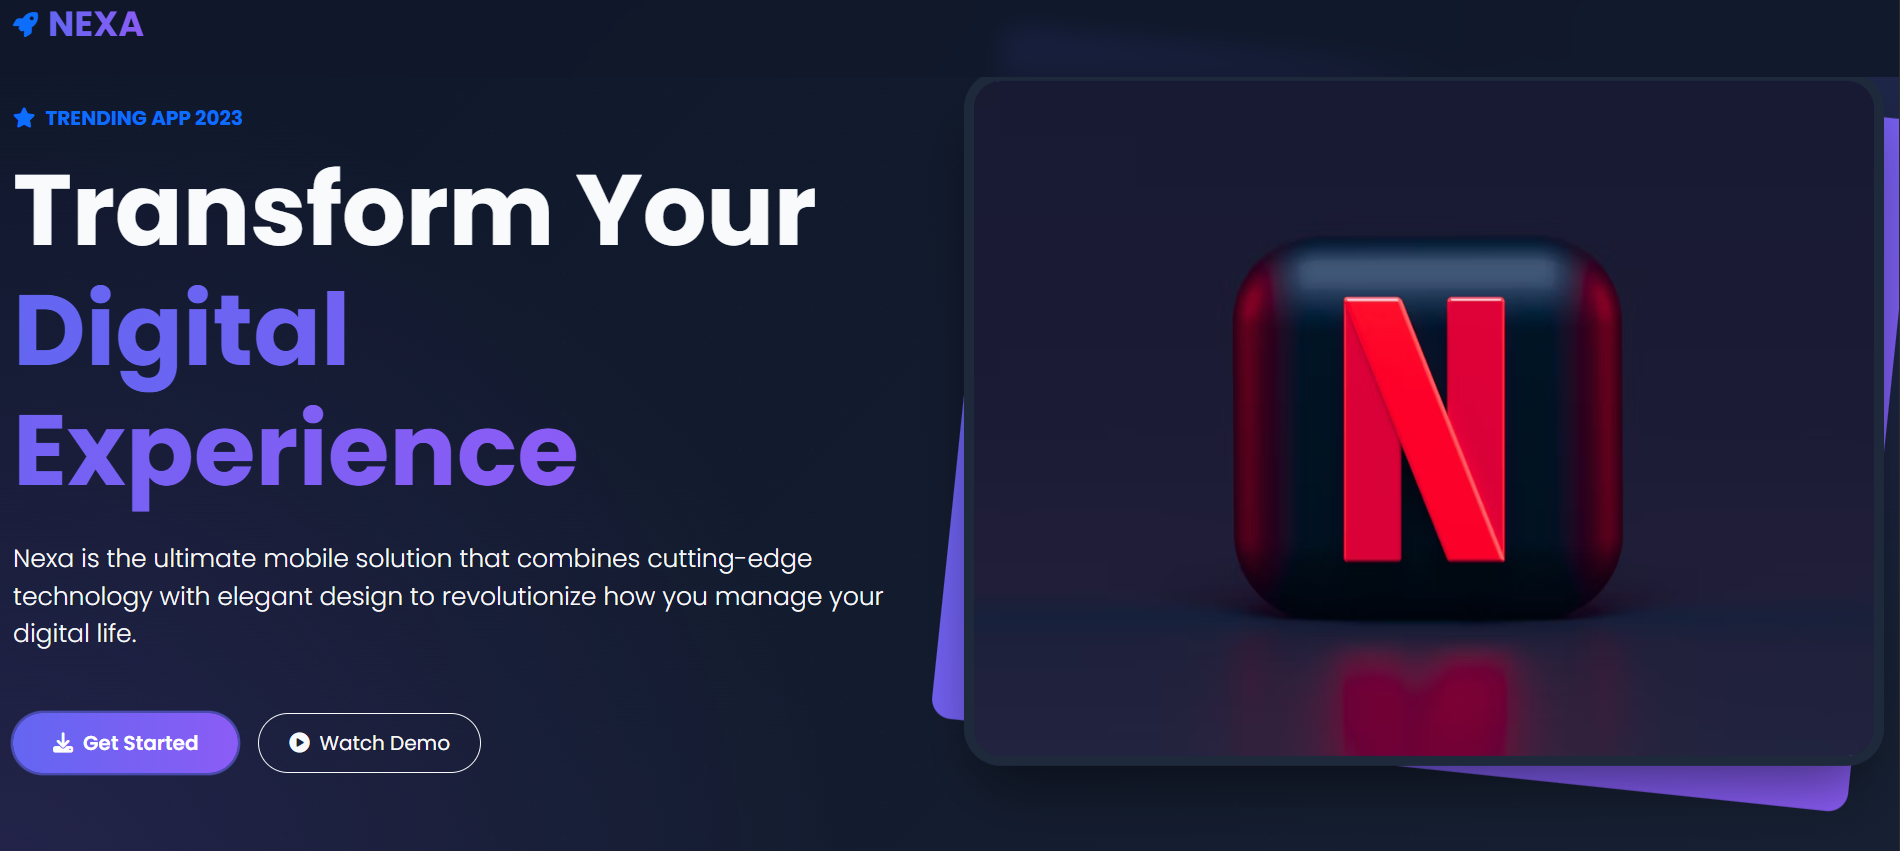 NEXA
TRENDING APP 2023
Transform Your
Digital
Experience
Nexa is the ultimate mobile solution that combines cutting-edge
technology with elegant design to revolutionize how you manage your
digital life.
Get Started
Watch Demo
N